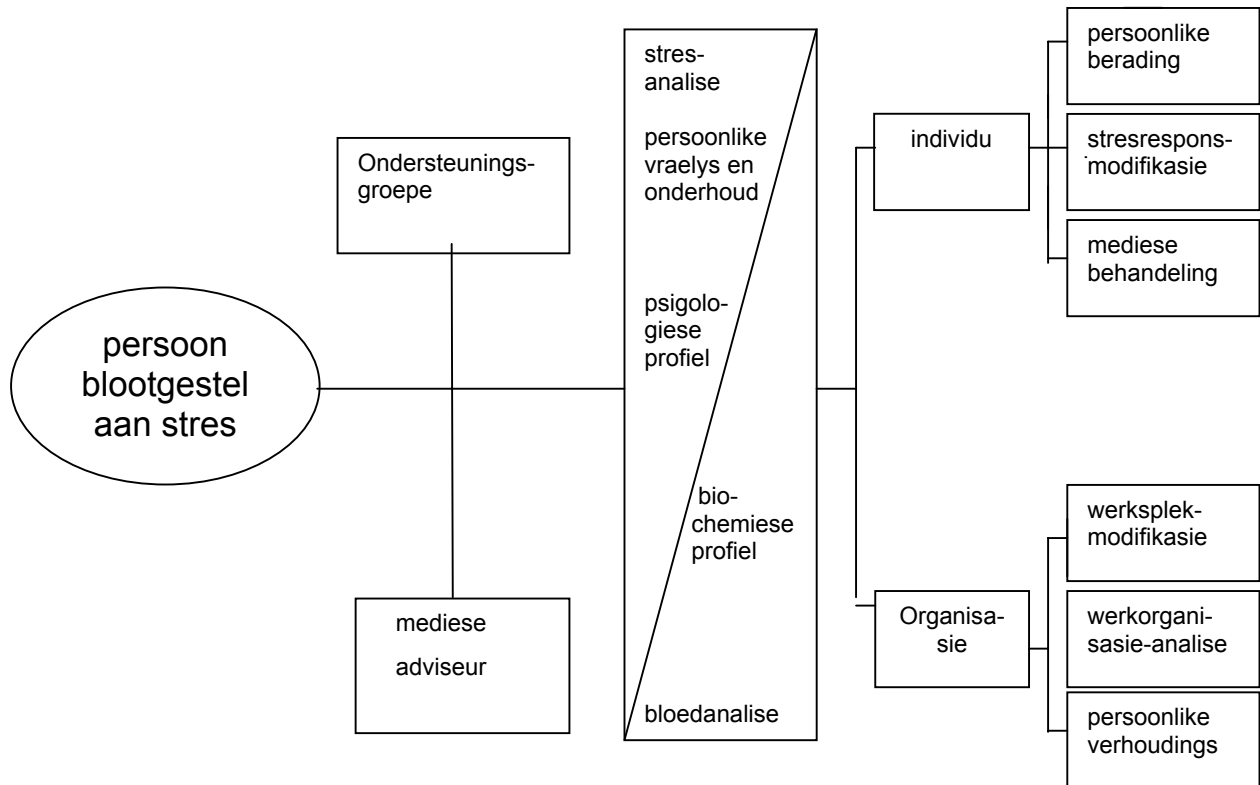 persoon
blootgestel
aan stres
Ondersteunings-
groepe
mediese
adviseur
stres-
analise
persoonlike
vraelys en
onderhoud
psigolo-
giese
profiel
bio-
chemiese
profiel
bloedanalise
individu
persoonlike
berading
stresrespons-
modifikasie
mediese
behandeling
Organisa-
sie
werksplek-
modifikasie
werkorgani-
sasie-analise
persoonlike
verhoudings